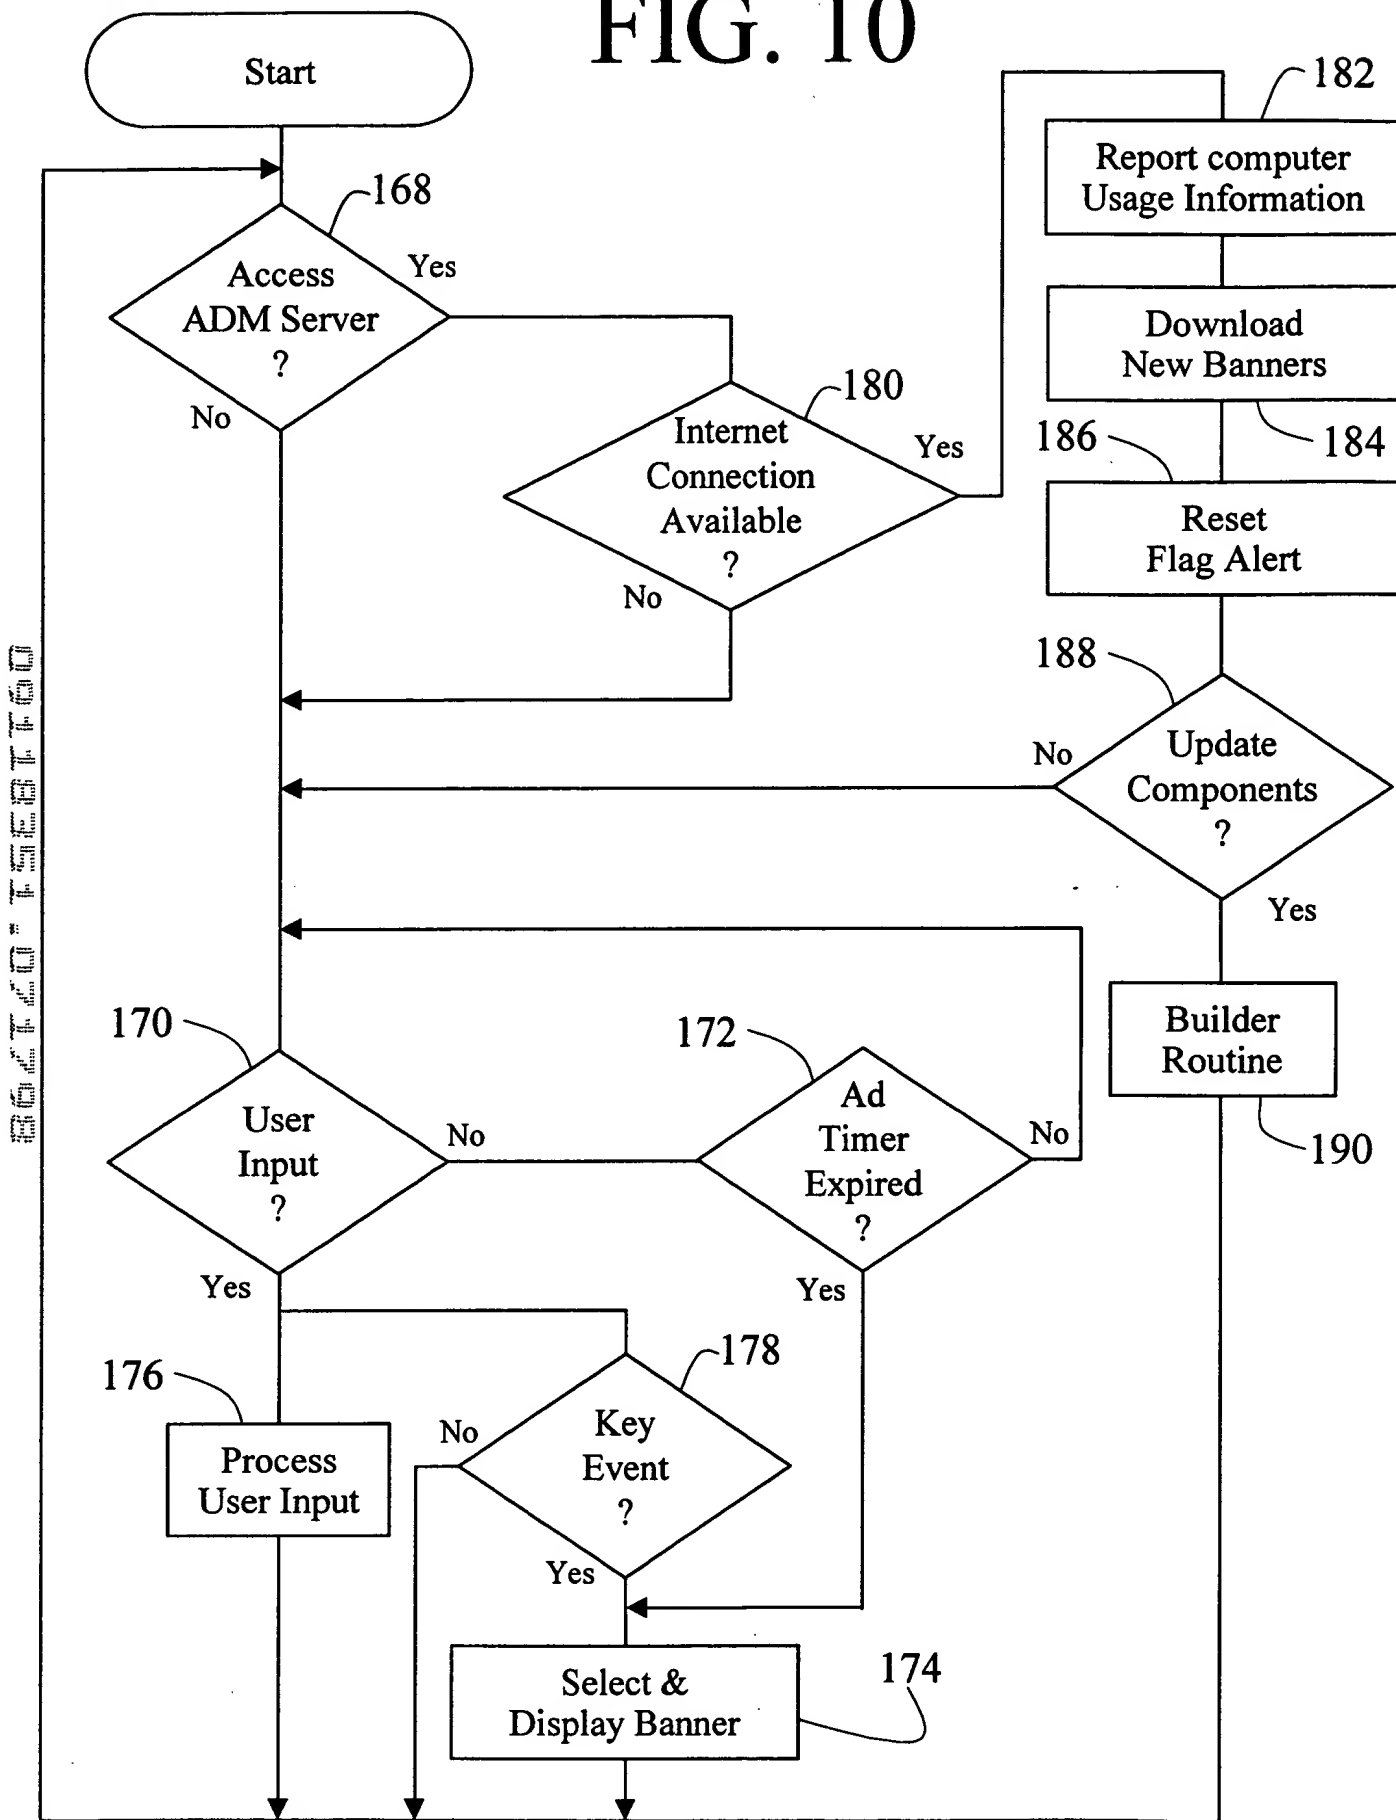 FIG. 10
Start
182
Report computer
Usage Information
168
Access
ADM Server
?
Yes
No
Download
New Banners
184
180
Internet
Connection
Available
?
Yes
No
186
Reset
Flag Alert
188
Update
Components
?
No
Yes
170
User
Input
?
No
Yes
172
Ad
Timer
Expired
?
No
Yes
Builder
Routine
190
176
Process
User Input
178
Key
Event
?
No
Yes
Select &
Display Banner
174
09118351.071798